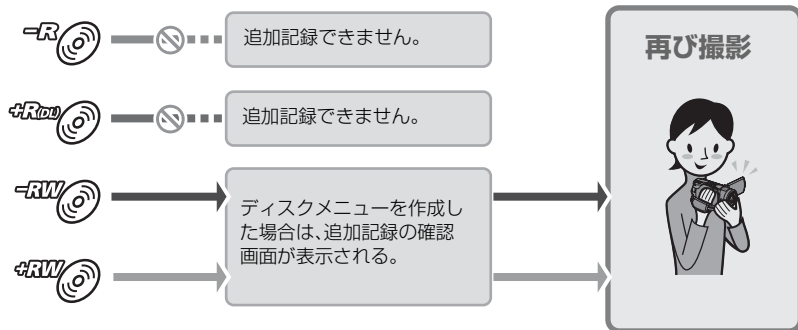 -R
追加記録できません。
+R(DL)
追加記録できません。
-RW
+RW
ディスクメニューを作成し
た場合は、追加記録の確認
画面が表示される。
再び撮影